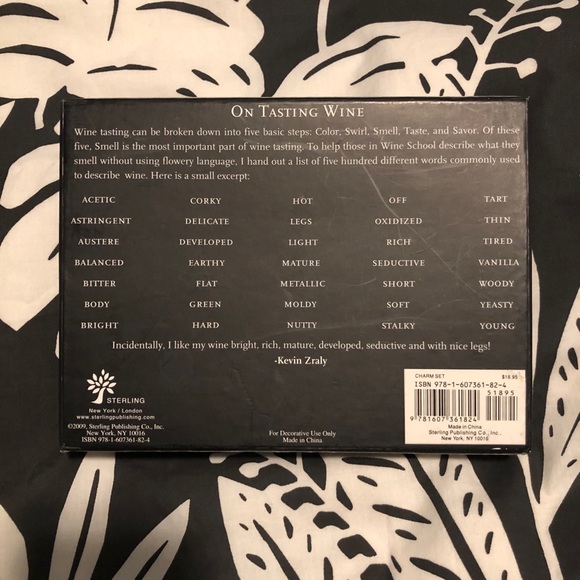 ON TASTING WINE
Wine tasting can be broken down into five basic steps: Color, Swirl, Smell, Taste, and Savor. Of these
five, Smell is the most important part of wine tasting. To help those in Wine School describe what they
smell without using flowery language, I hand out a list of five hundred different words commonly used
to describe wine. Here is a small excerpt:
ACETIC CORKY HOT OFF TART
ASTRINGENT DELICATE LEGS OXIDIZED THIN
AUSTERE DEVELOPED LIGHT RICH TIRED
BALANCED EARTHY MATURE SEDUCTIVE VANILLA
BITTER FLAT METALLIC SHORT WOODY
BODY GREEN MOLDY SOFT YEASTY
BRIGHT HARD NUTTY STALKY YOUNG
Incidentally, I like my wine bright, rich, mature, developed, seductive and with nice legs!
-Kevin Zraly
STERLING
New York / London
www.sterlingpublishing.com
©2009, Sterling Publishing Co., Inc.
New York, NY 10016
ISBN 978-1-607361-82-4
For Decorative Use Only
Made in China
CHARM SET $18.95
ISBN 978-1-607361-82-4
51895
9 781607 361824
Made in China
Sterling Publishing Co., Inc.,
New York, NY 10016